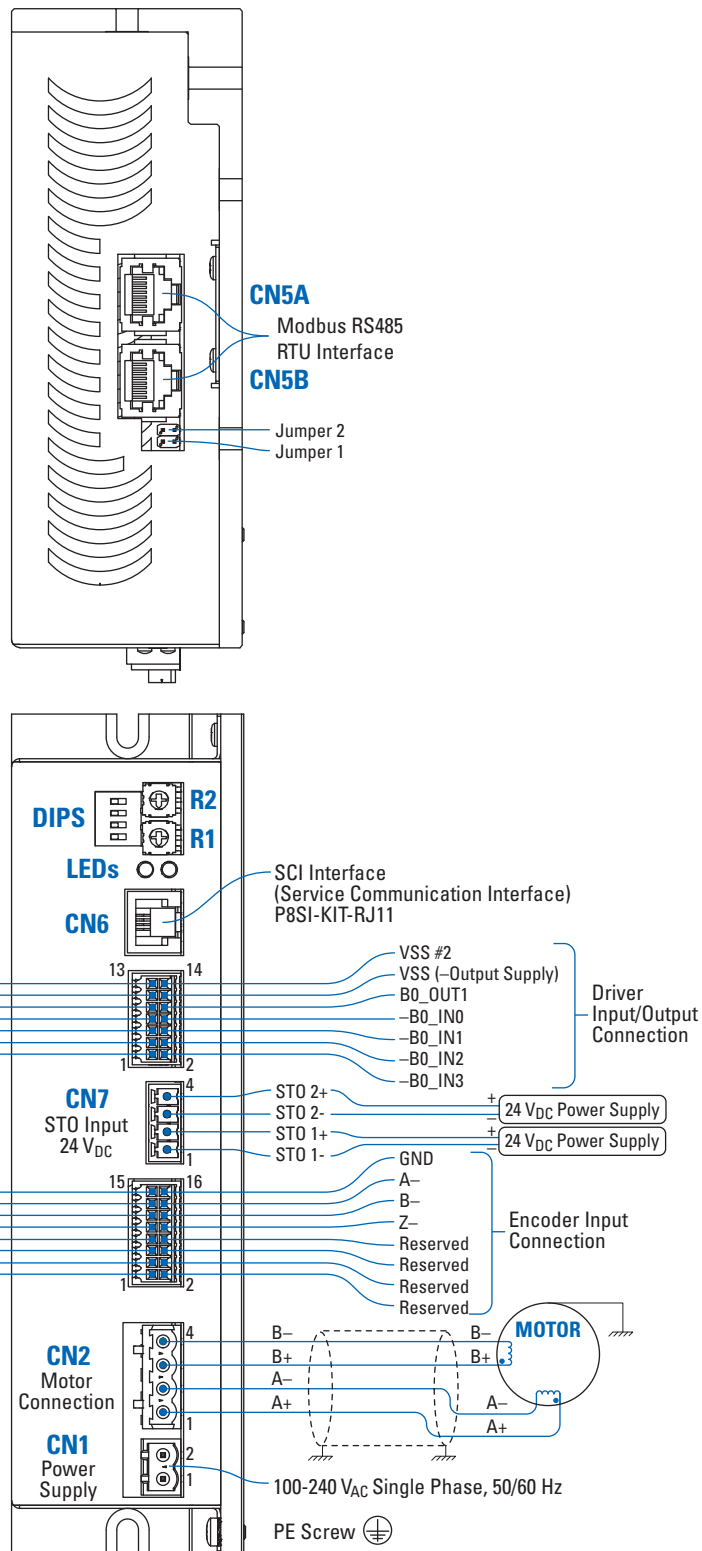 CN5A
Modbus RS485
RTU Interface
CN5B
Jumper 2
Jumper 1
DIPS
R2
R1
LEDs
SCI Interface
(Service Communication Interface)
P8SI-KIT-RJ11
CN6
13 14
1 2
VSS #2
VSS (–Output Supply)
B0_OUT1
–B0_IN0
–B0_IN1
–B0_IN2
–B0_IN3
Driver
Input/Output
Connection
CN7
STO Input
24 VDC
4
1
STO 2+
STO 2-
STO 1+
STO 1-
+
–
24 VDC Power Supply
+
–
24 VDC Power Supply
15 16
1 2
GND
A–
B–
Z–
Reserved
Reserved
Reserved
Reserved
Encoder Input
Connection
CN2
Motor
Connection
4
1
B–
B+
A–
A+
B–
B+
A–
A+
MOTOR
CN1
Power
Supply
2
1
100-240 VAC Single Phase, 50/60 Hz
PE Screw